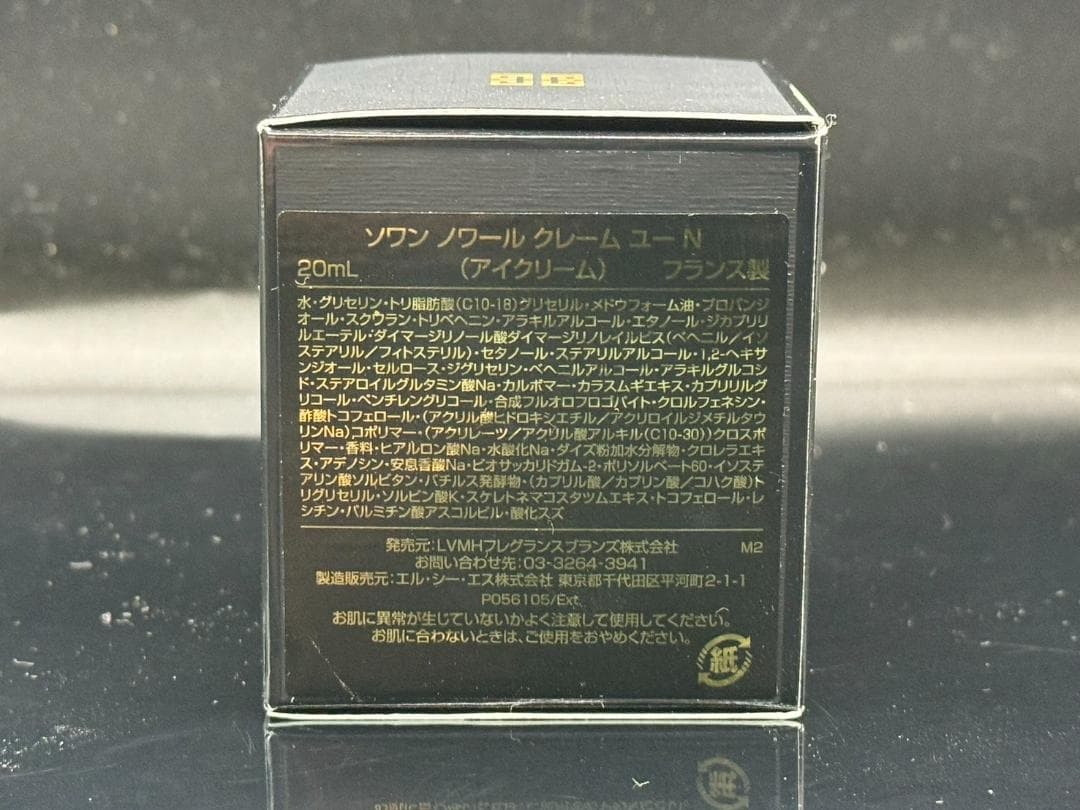 ソワン ノワール クレーム ユー N
20mL （アイクリーム） フランス製
水・グリセリン・トリ脂肪酸（C10-18）グリセリル・メドウフォーム油・プロパンジ
オール・スクワラン・トリベヘニン・アラキルアルコール・エタノール・ジカプリリ
ルエーテル・ダイマージリノール酸ダイマージリノレイルビス（ベヘニル／イソ
ステアリル／フィトステリル）・セタノール・ステアリルアルコール・1,2-ヘキサ
ンジオール・セルロース・ジグリセリン・ベヘニルアルコール・アラキルグルコシ
ド・ステアロイルグルタミン酸Na・カルボマー・カラスムギエキス・カプリリルグ
リコール・ペンチレングリコール・合成フルオロフロゴパイト・クロルフェネシン・
酢酸トコフェロール・（アクリル酸ヒドロキシエチル／アクリロイルジメチルタウ
リンNa）コポリマー・（アクリレーツ／アクリル酸アルキル（C10-30））クロスポ
リマー・香料・ヒアルロン酸Na・水酸化Na・ダイズ粉加水分解物・クロレラエキ
ス・アデノシン・安息香酸Na・ビオサッカリドガム-2・ポリソルベート60・イソステ
アリン酸ソルビタン・バチルス発酵物・（カプリル酸／カプリン酸／コハク酸）ト
リグリセリル・ソルビン酸K・スケレトネマコスタツムエキス・トコフェロール・レ
シチン・パルミチン酸アスコルビル・酸化スズ
発売元：LVMHフレグランスブランズ株式会社 M2
お問い合わせ先：03-3264-3941
製造販売元：エル・シー・エス株式会社 東京都千代田区平河町2-1-1
P056105/Ext.
お肌に異常が生じていないかよく注意して使用してください。
お肌に合わないときは、ご使用をおやめください。
紙